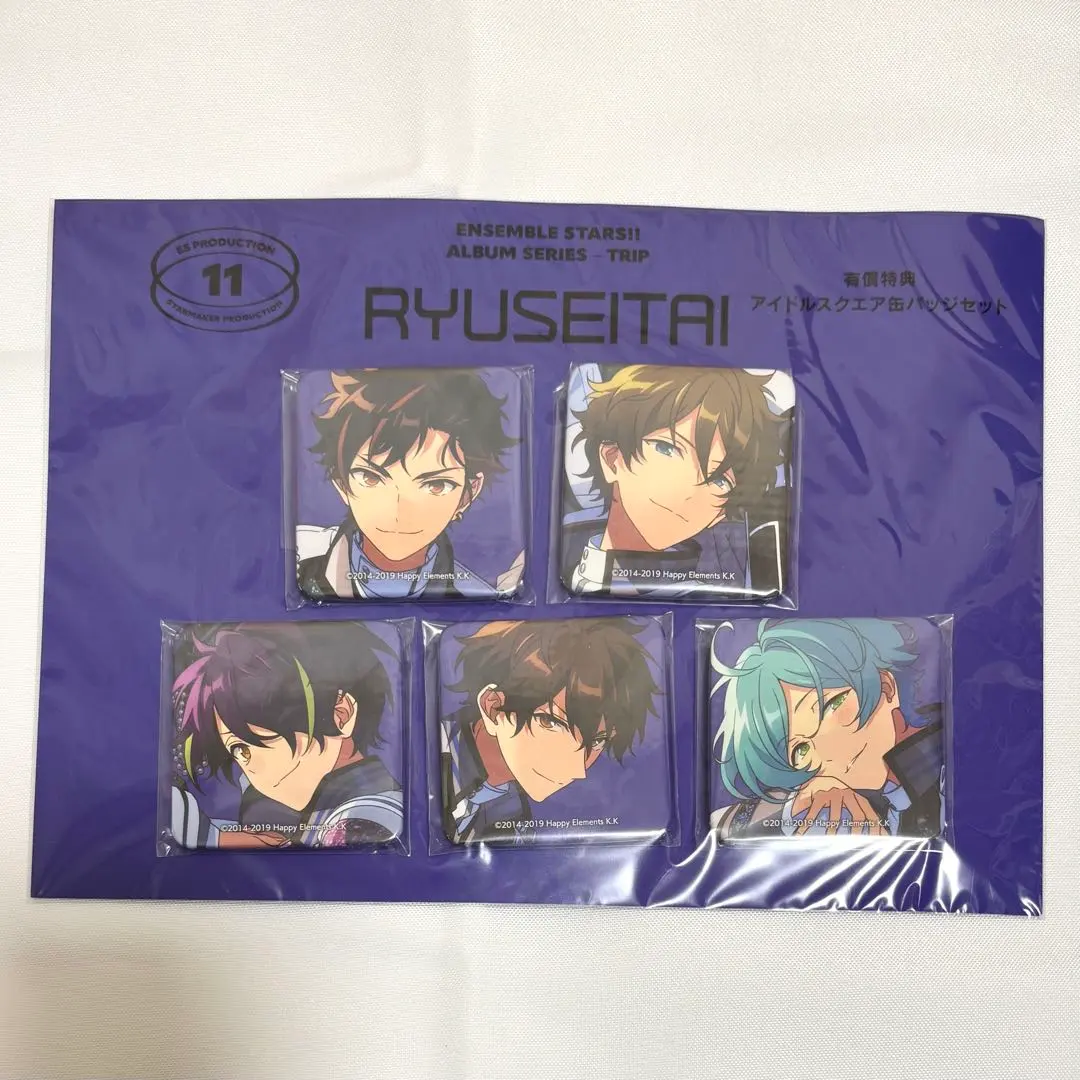 ES PRODUCTION
11
STARMAKER PRODUCTION
ENSEMBLE STARS!!
ALBUM SERIES - TRIP
RYUSEITAI
有償特典
アイドルスクエア缶バッジセット
©2014-2019 Happy Elements K.K
©2014-2019 Happy Elements K.K
©2014-2019 Happy Elements K.K
©2014-2019 Happy Elements K.K
©2014-2019 Happy Elements K.K